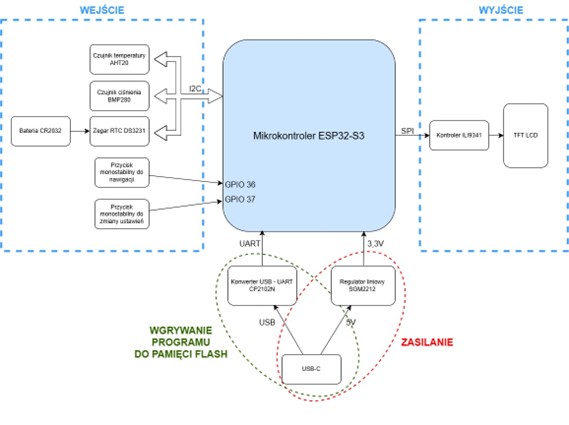 WEJŚCIE
WYJŚCIE
Czujnik temperatury
AHT20
Czujnik ciśnienia
BMP280
I2C
Bateria CR2032
Zegar RTC DS3231
Mikrokontroler ESP32-S3
SPI
Kontroler ILI9341
TFT LCD
Przycisk
monostabilny do
nawigacji
GPIO 36
Przycisk
monostabilny do
zmiany ustawień
GPIO 37
UART
3,3V
Konwerter USB - UART
CP2102N
Regulator liniowy
SGM2212
WGRYWANIE
PROGRAMU
DO PAMIĘCI FLASH
USB
5V
ZASILANIE
USB-C